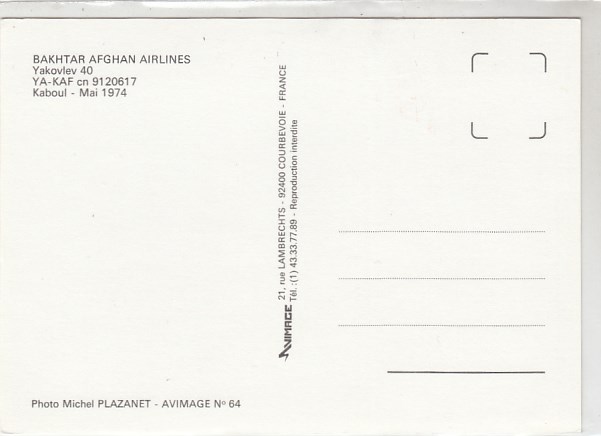 BAKHTAR AFGHAN AIRLINES
Yakovlev 40
YA-KAF cn 9120617
Kaboul - Mai 1974
AVIMAGE 21, rue LAMBRECHTS - 92400 COURBEVOIE - FRANCE
Tél. :(1) 43.33.77.89 - Reproduction interdite
Photo Michel PLAZANET - AVIMAGE Nº 64